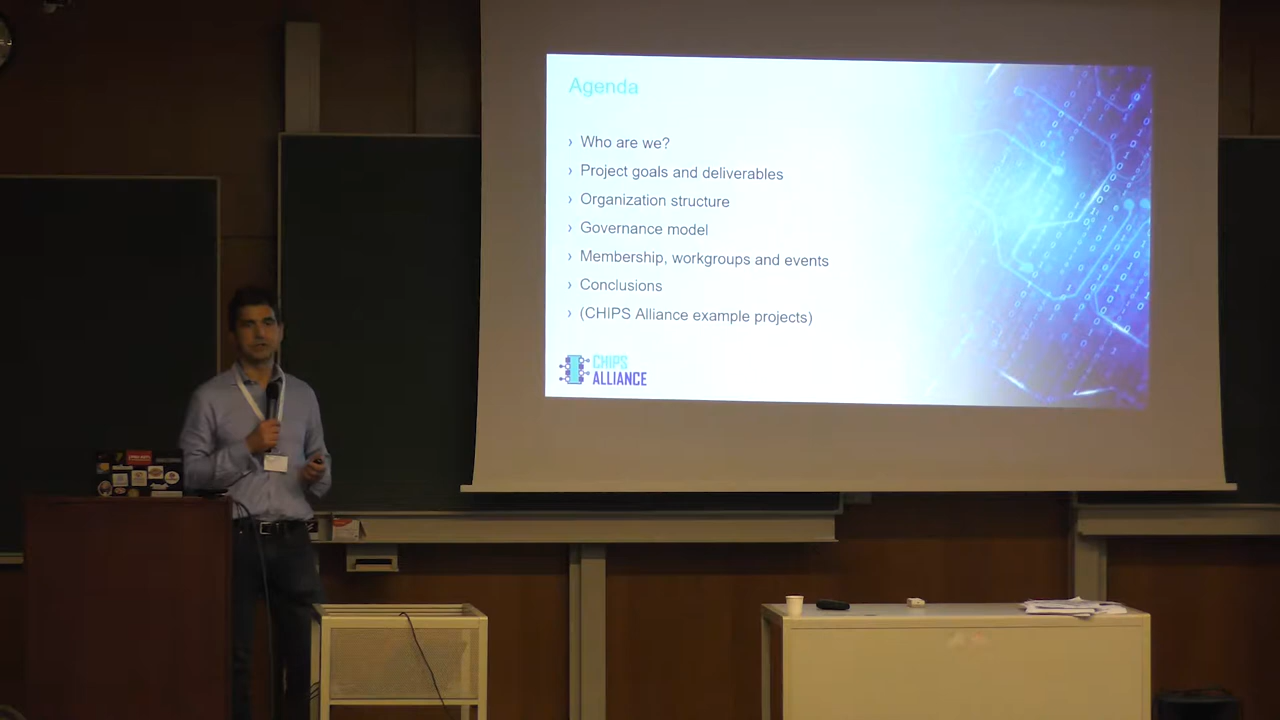 Agenda
› Who are we?
› Project goals and deliverables
› Organization structure
› Governance model
› Membership, workgroups and events
› Conclusions
› (CHIPS Alliance example projects)
CHIPS
ALLIANCE